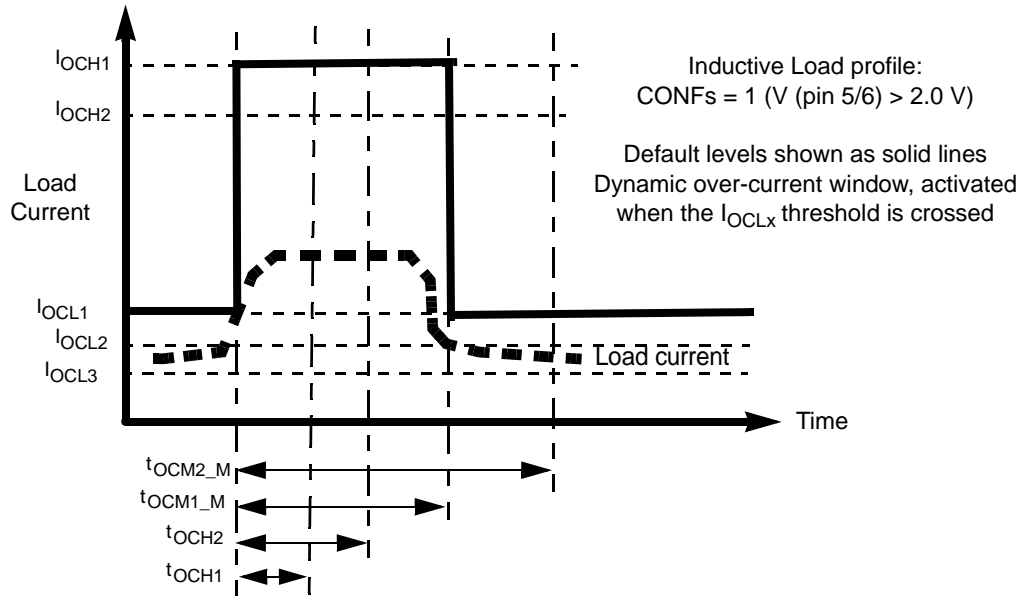 I_OCH1
I_OCH2
Load
Current
I_OCL1
I_OCL2
I_OCL3
Inductive Load profile:
CONFs = 1 (V (pin 5/6) > 2.0 V)
Default levels shown as solid lines
Dynamic over-current window, activated
when the I_OCLx threshold is crossed
Load current
Time
t_OCM2_M
t_OCM1_M
t_OCH2
t_OCH1